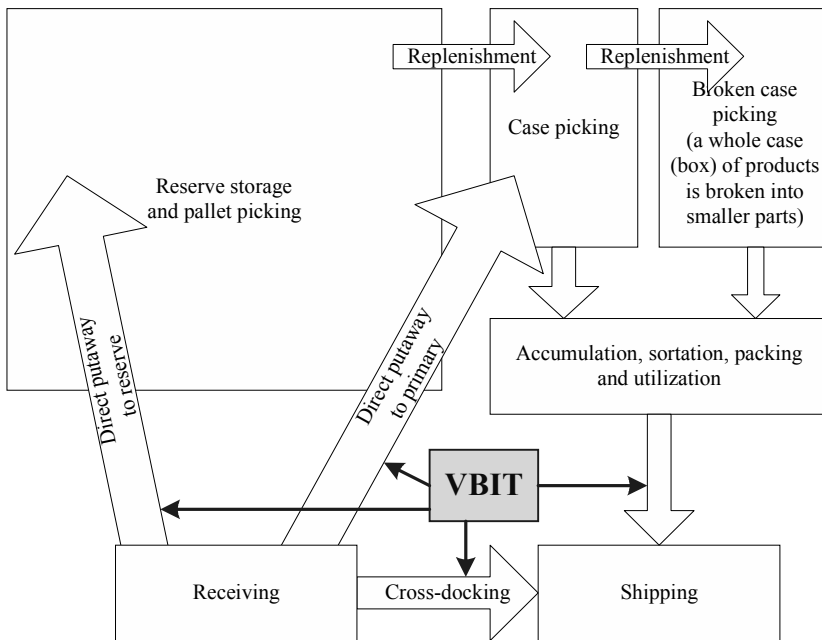 Replenishment
Replenishment
Case picking
Broken case
picking
(a whole case
(box) of products
is broken into
smaller parts)
Reserve storage
and pallet picking
Direct putaway
to reserve
Direct putaway
to primary
Accumulation, sortation, packing
and utilization
VBIT
Receiving
Cross-docking
Shipping